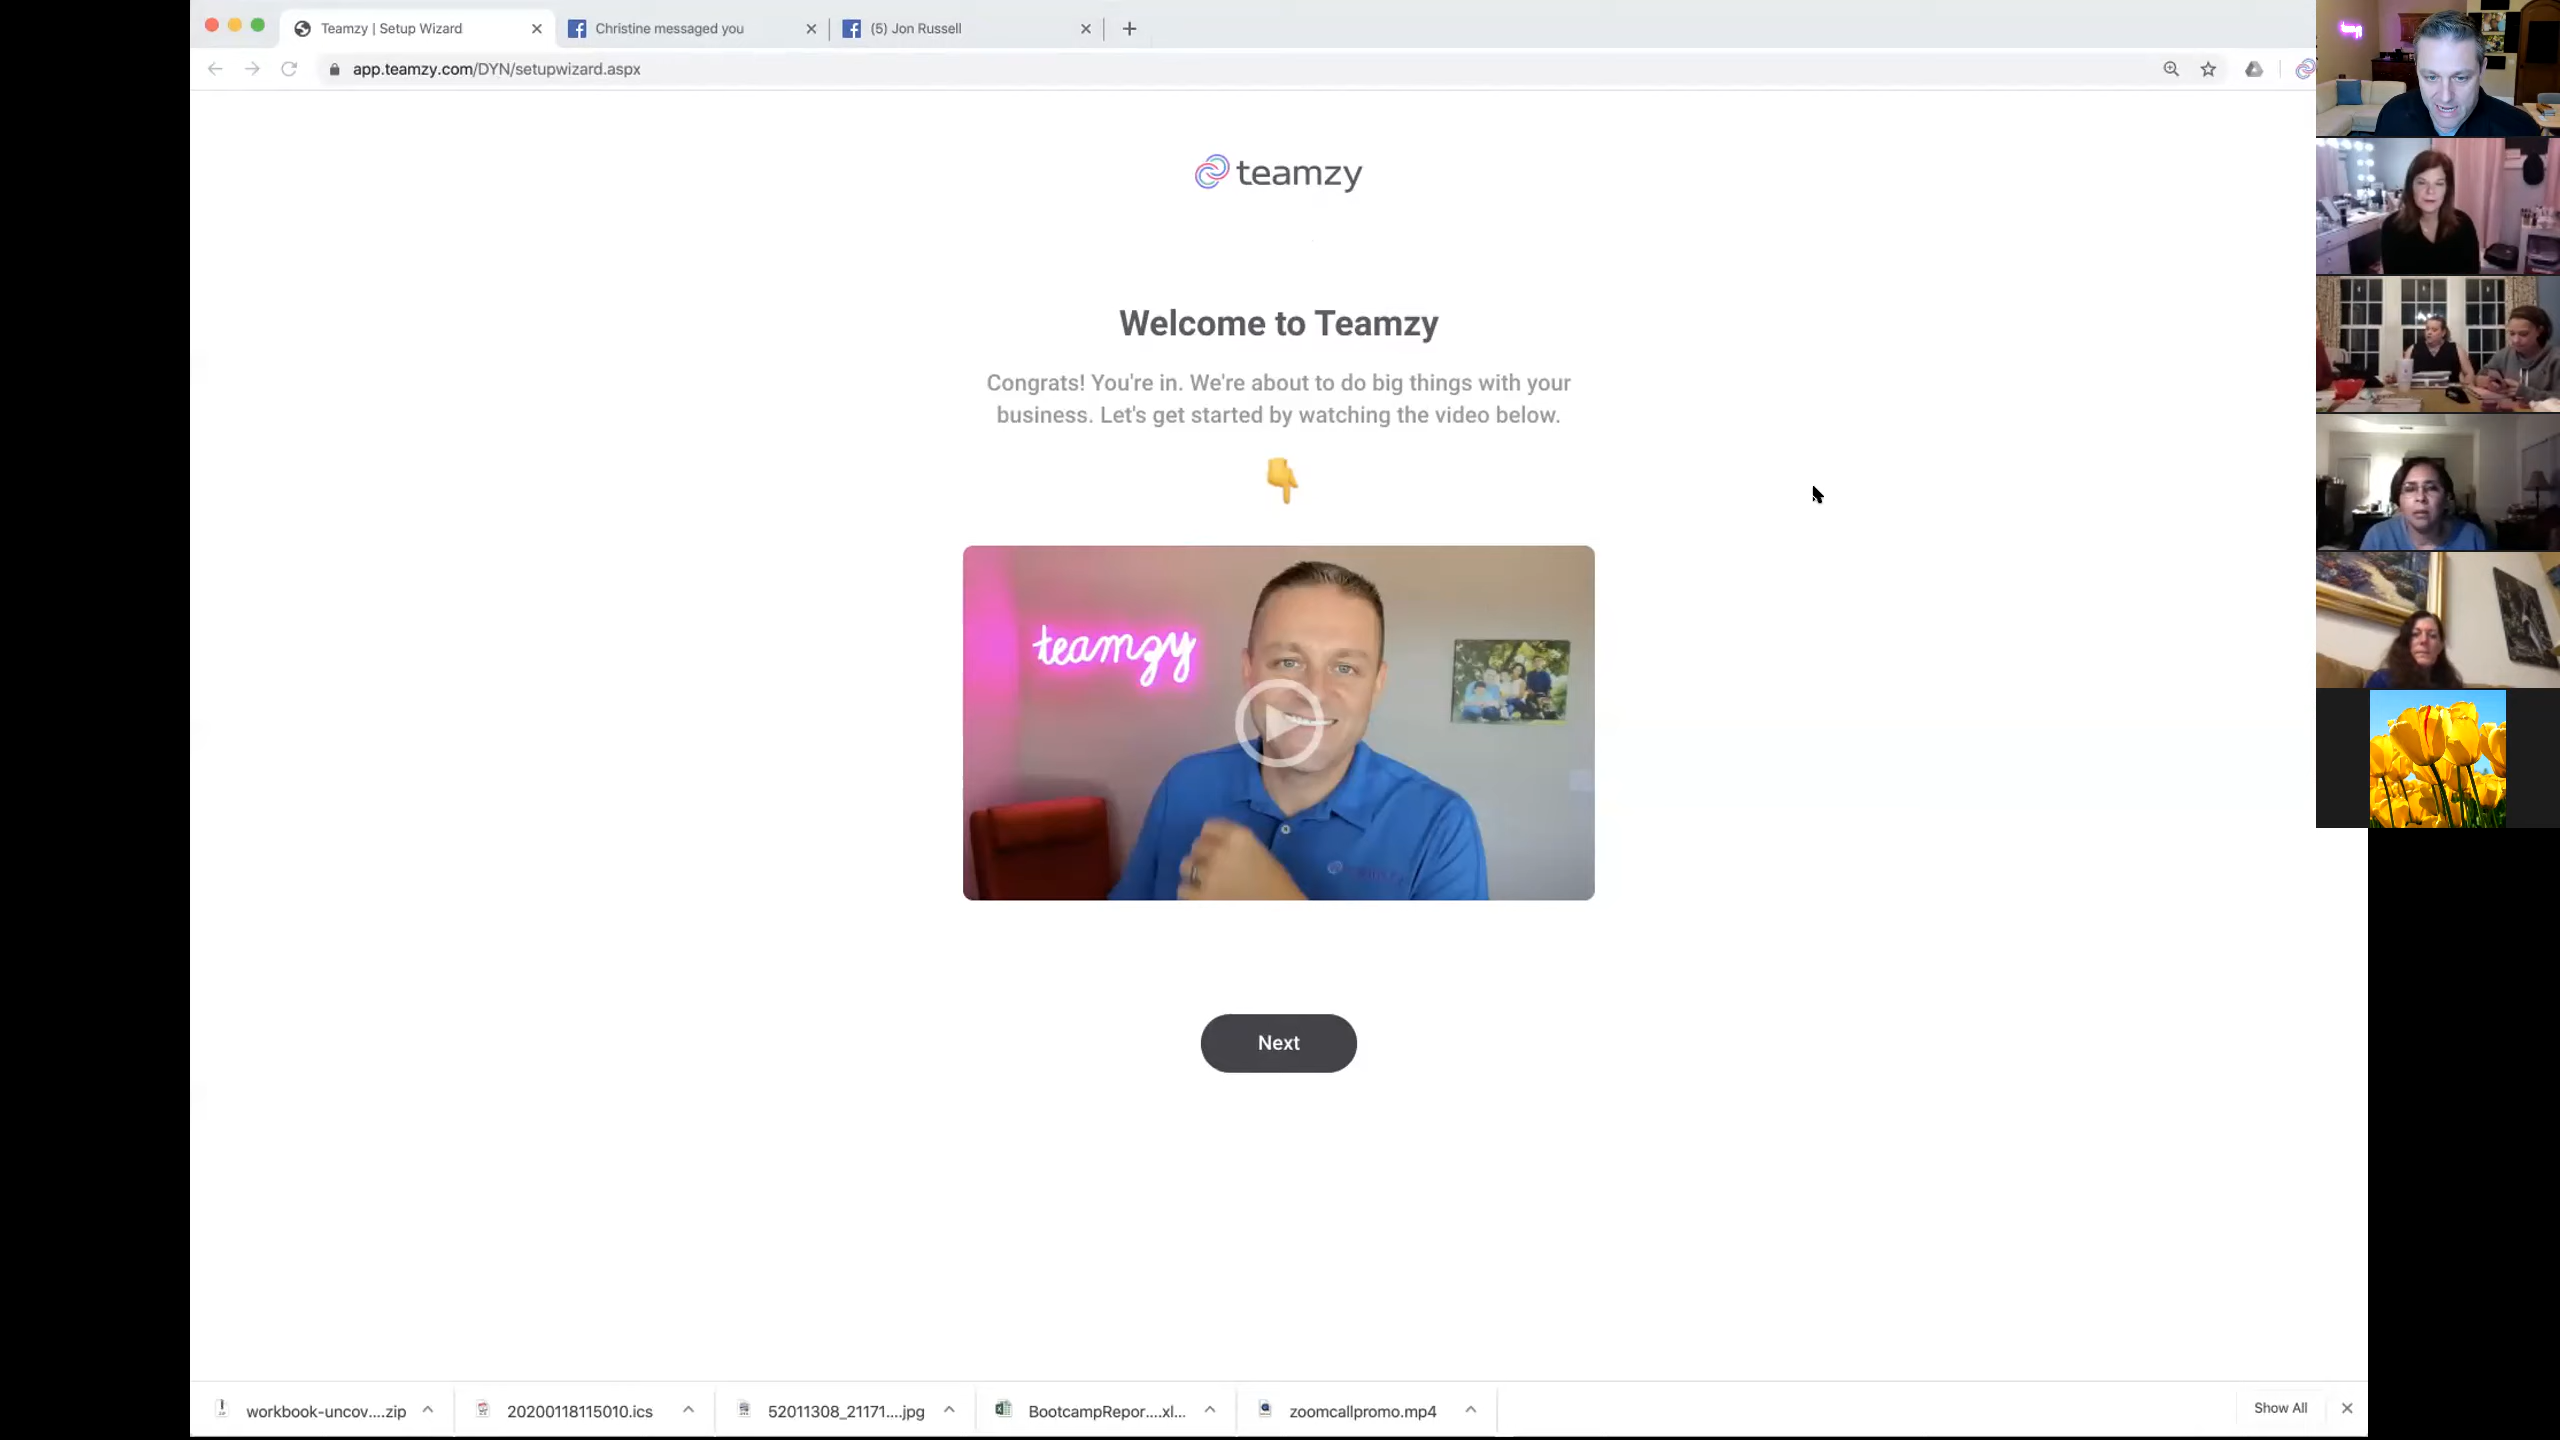 Teamzy | Setup Wizard
Christine messaged you
(5) Jon Russell
app.teamzy.com/DYN/setupwizard.aspx
teamzy
Welcome to Teamzy
Congrats! You're in. We're about to do big things with your
business. Let's get started by watching the video below.
teamzy
Next
workbook-uncov....zip
20200118115010.ics
52011308_21171....jpg
BootcampRepor....xl...
zoomcallpromo.mp4
Show All